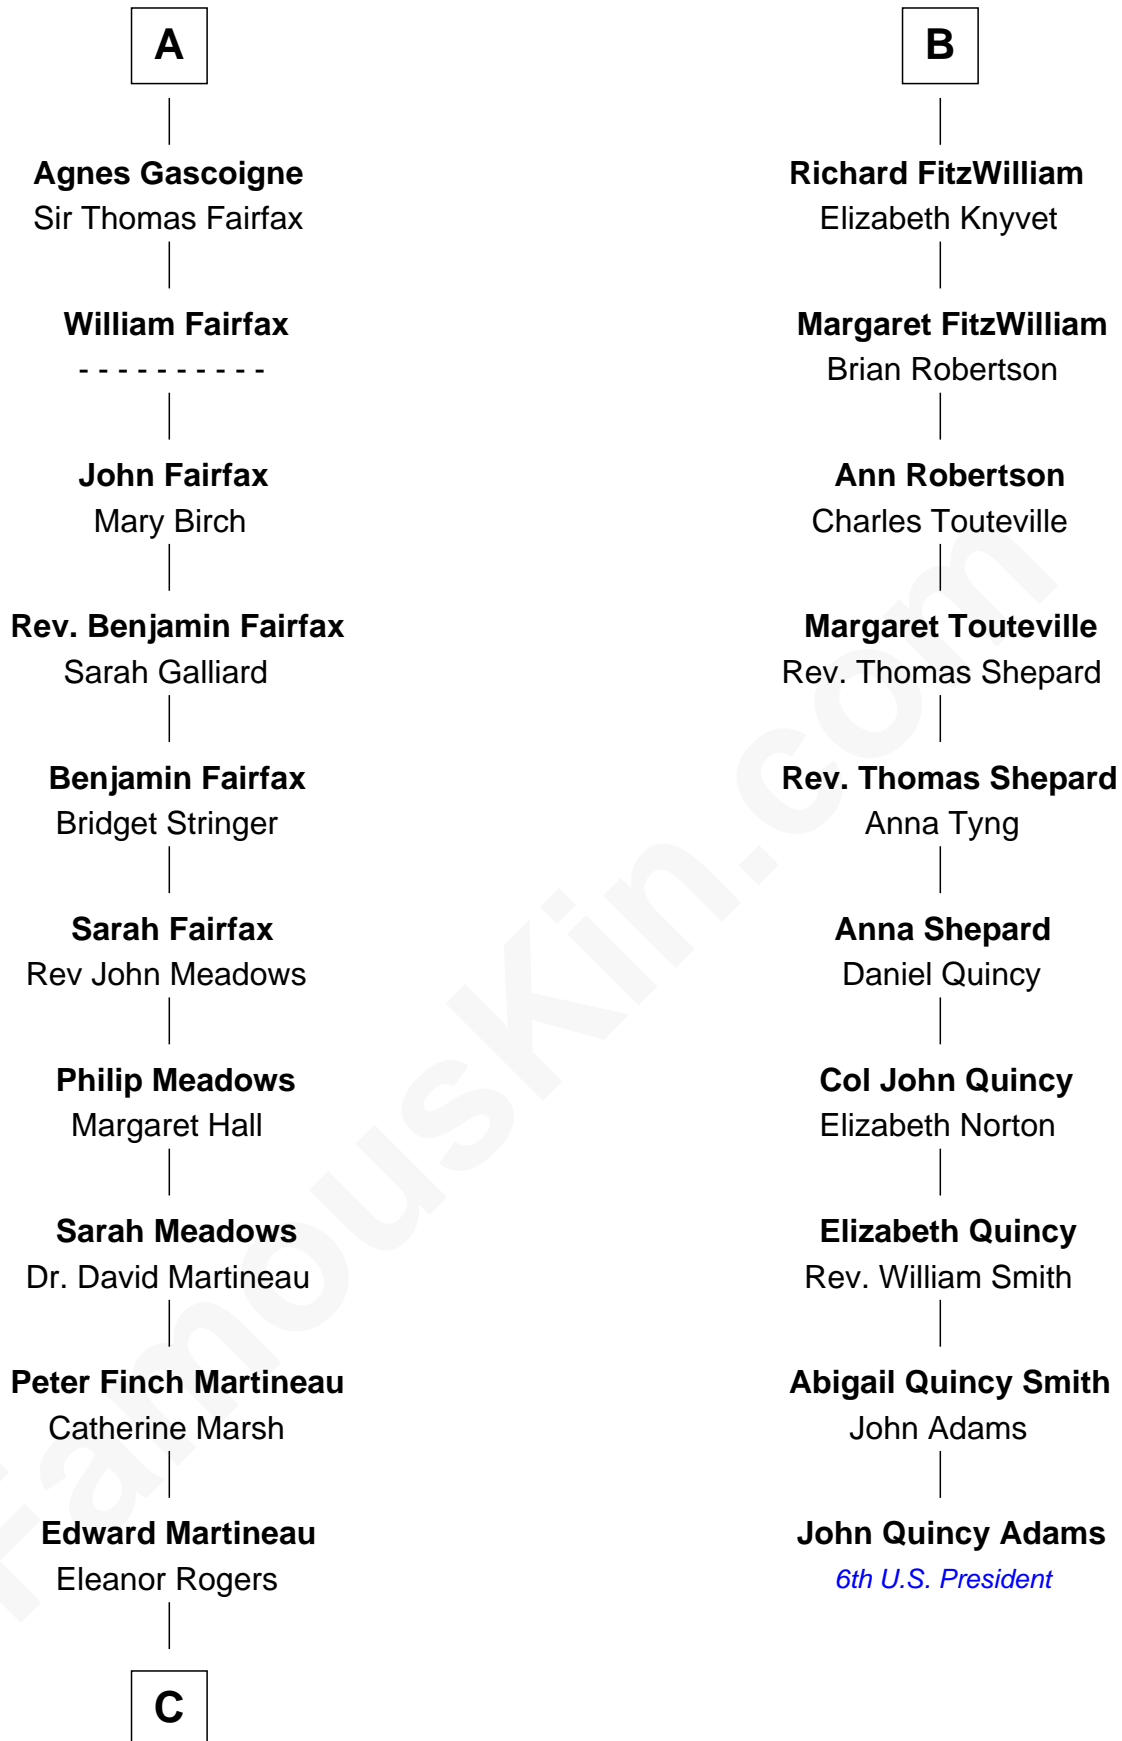 A
Agnes Gascoigne
Sir Thomas Fairfax
William Fairfax
- - - - - - - - - -
John Fairfax
Mary Birch
Rev. Benjamin Fairfax
Sarah Galliard
Benjamin Fairfax
Bridget Stringer
Sarah Fairfax
Rev John Meadows
Philip Meadows
Margaret Hall
Sarah Meadows
Dr. David Martineau
Peter Finch Martineau
Catherine Marsh
Edward Martineau
Eleanor Rogers
C
B
Richard FitzWilliam
Elizabeth Knyvet
Margaret FitzWilliam
Brian Robertson
Ann Robertson
Charles Touteville
Margaret Touteville
Rev. Thomas Shepard
Rev. Thomas Shepard
Anna Tyng
Anna Shepard
Daniel Quincy
Col John Quincy
Elizabeth Norton
Elizabeth Quincy
Rev. William Smith
Abigail Quincy Smith
John Adams
John Quincy Adams
6th U.S. President
FamousKin.com